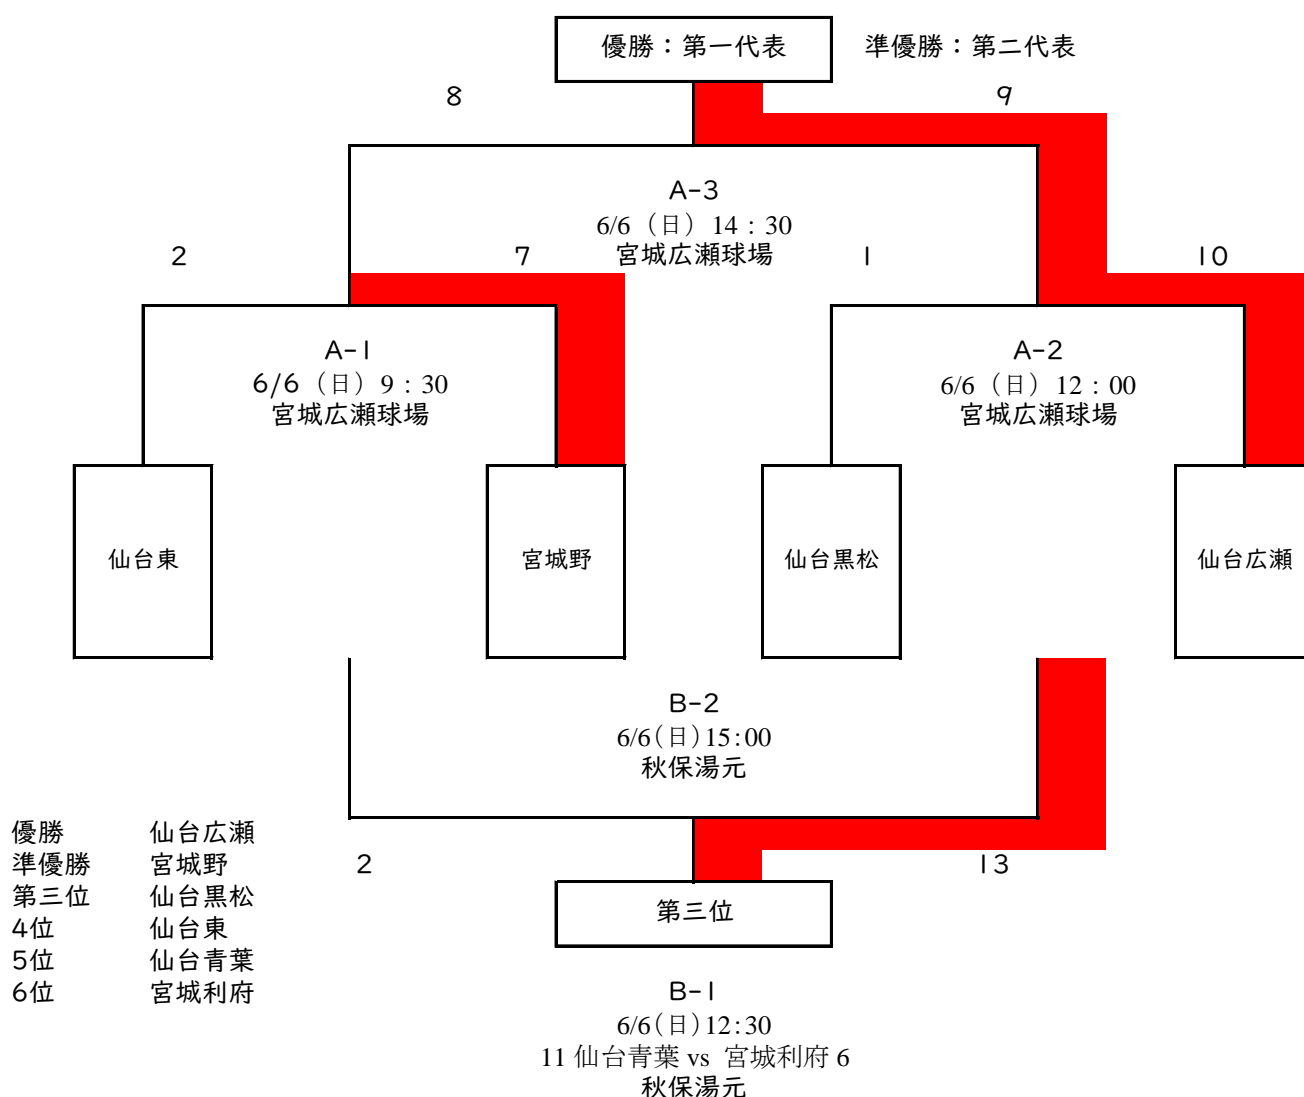 優勝：第一代表
準優勝：第二代表
8
9
A-3
6/6（日）14：30
宮城広瀬球場
2
7
1
10
A-1
6/6（日）9：30
宮城広瀬球場
A-2
6/6（日）12：00
宮城広瀬球場
仙台東
宮城野
仙台黒松
仙台広瀬
B-2
6/6(日)15:00
秋保湯元
優勝 仙台広瀬
準優勝 宮城野
第三位 仙台黒松
4位 仙台東
5位 仙台青葉
6位 宮城利府
2
13
第三位
B-1
6/6(日)12:30
11 仙台青葉 vs 宮城利府 6
秋保湯元